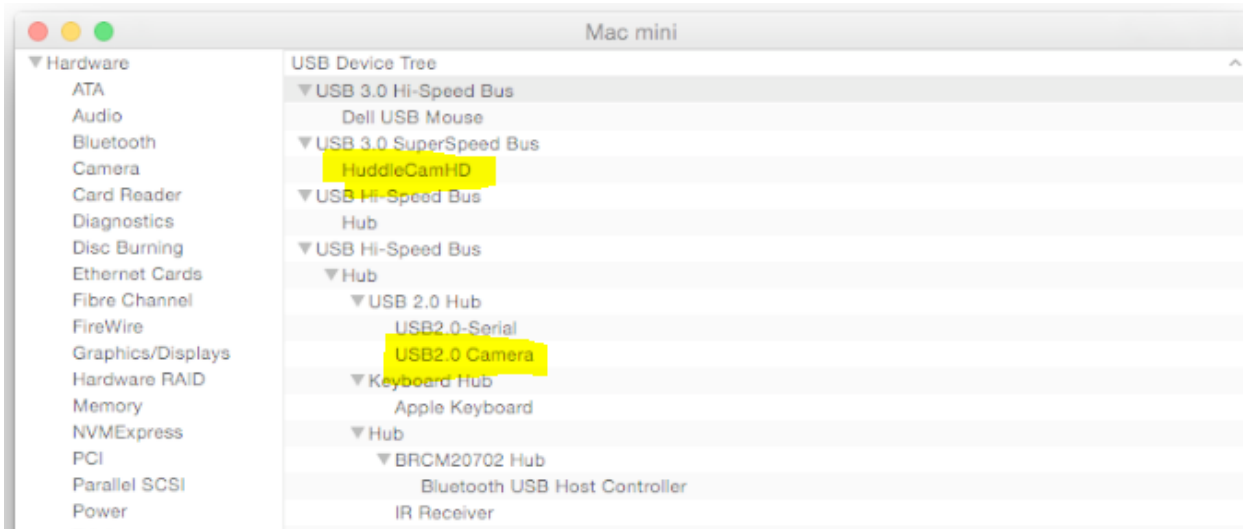 Mac mini
Hardware
ATA
Audio
Bluetooth
Camera
Card Reader
Diagnostics
Disc Burning
Ethernet Cards
Fibre Channel
FireWire
Graphics/Displays
Hardware RAID
Memory
NVMExpress
PCI
Parallel SCSI
Power
USB Device Tree
USB 3.0 Hi-Speed Bus
Dell USB Mouse
USB 3.0 SuperSpeed Bus
HuddleCamHD
USB Hi-Speed Bus
Hub
USB Hi-Speed Bus
Hub
USB 2.0 Hub
USB2.0-Serial
USB2.0 Camera
Keyboard Hub
Apple Keyboard
Hub
BRCM20702 Hub
Bluetooth USB Host Controller
IR Receiver